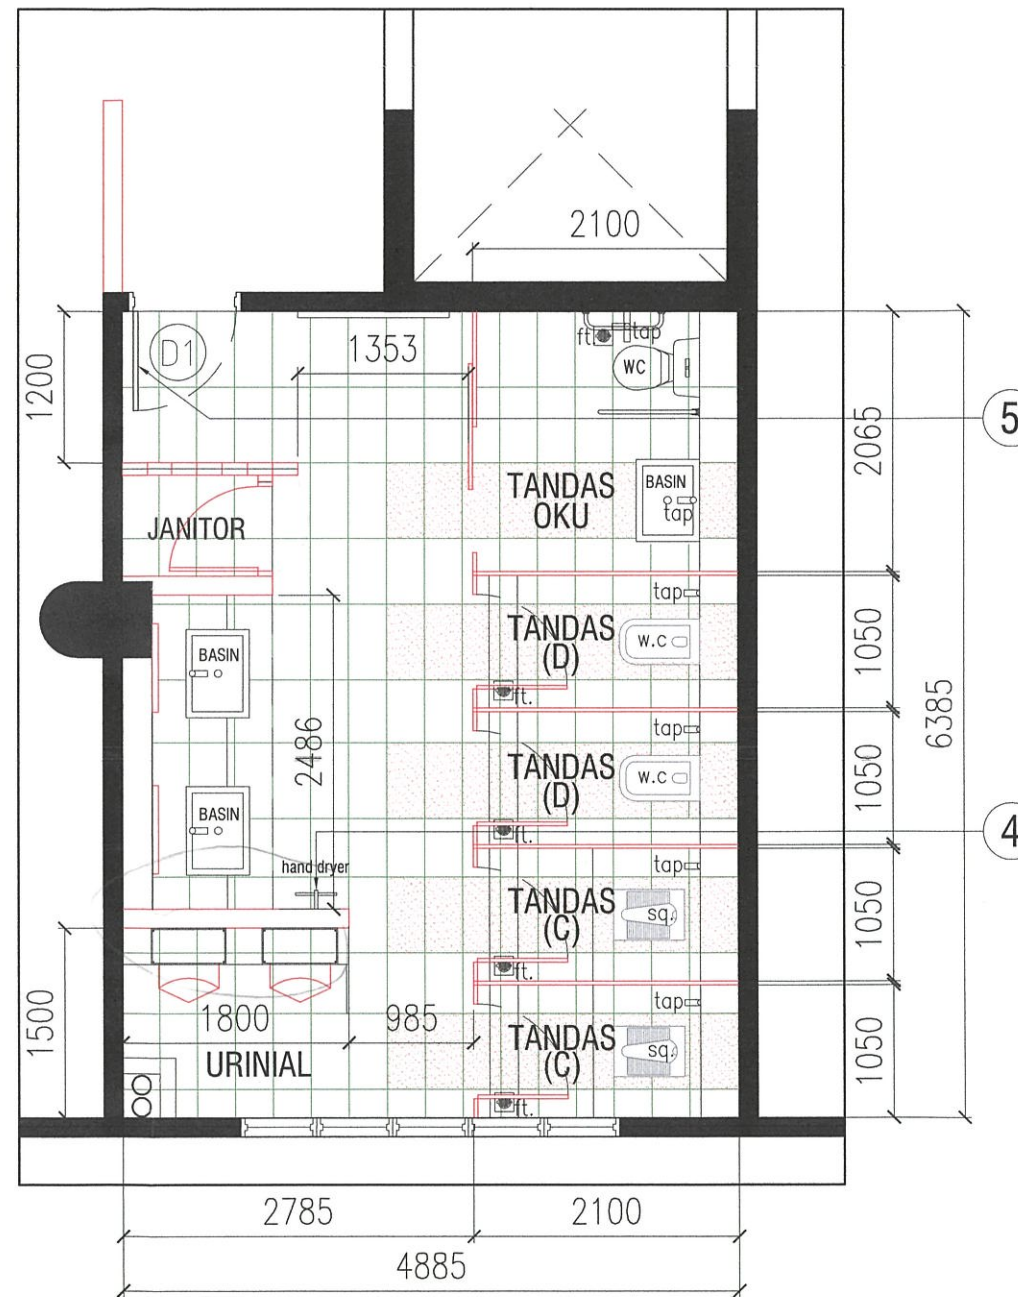 2100
D1
1353
ft.
tap
WC
1200
5
2065
TANDAS
OKU
BASIN
tap
JANITOR
tap
TANDAS
(D)
W.C
ft.
1050
BASIN
2486
6385
tap
TANDAS
(D)
W.C
ft.
1050
BASIN
4
hand dryer
tap
TANDAS
(C)
sq.
ft.
1050
1500
1800
985
URINIAL
tap
TANDAS
(C)
sq.
ft.
1050
2785
2100
4885